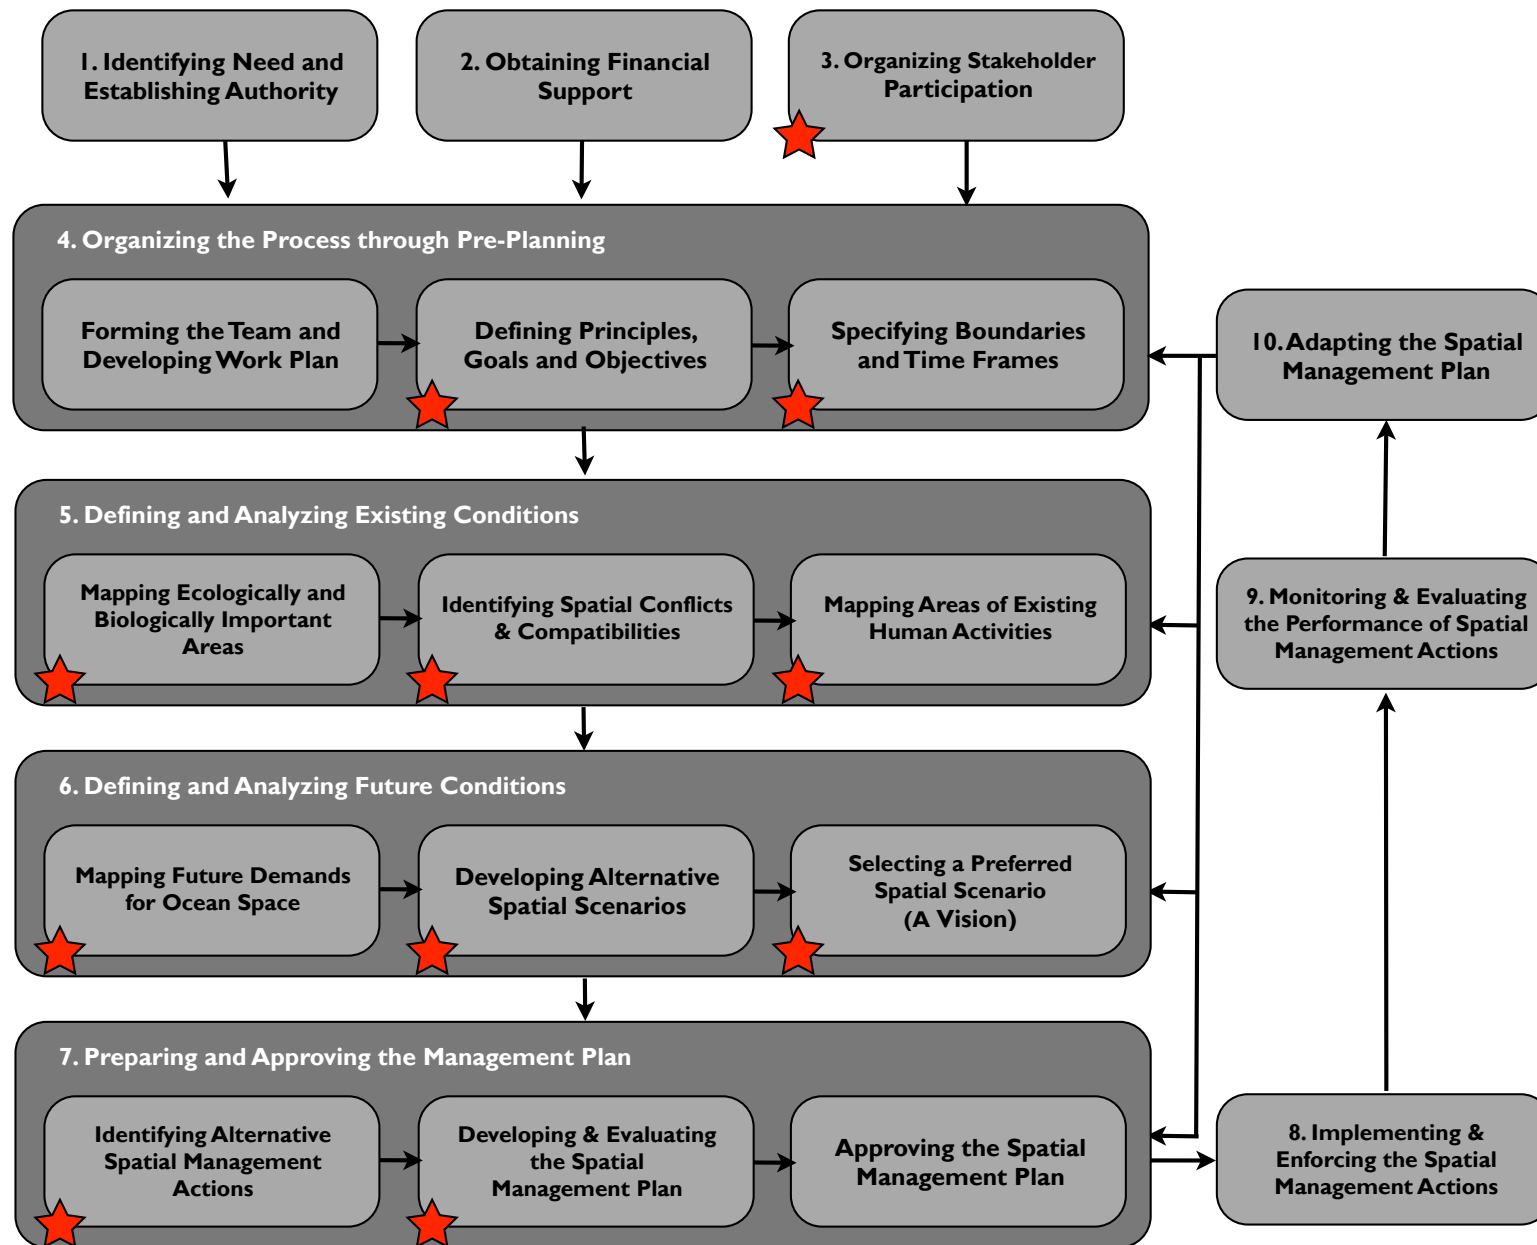 1. Identifying Need and
Establishing Authority
2. Obtaining Financial
Support
3. Organizing Stakeholder
Participation
4. Organizing the Process through Pre-Planning
Forming the Team and
Developing Work Plan
Defining Principles,
Goals and Objectives
Specifying Boundaries
and Time Frames
10. Adapting the Spatial
Management Plan
5. Defining and Analyzing Existing Conditions
Mapping Ecologically and
Biologically Important
Areas
Identifying Spatial Conflicts
& Compatibilities
Mapping Areas of Existing
Human Activities
9. Monitoring & Evaluating
the Performance of Spatial
Management Actions
6. Defining and Analyzing Future Conditions
Mapping Future Demands
for Ocean Space
Developing Alternative
Spatial Scenarios
Selecting a Preferred
Spatial Scenario
(A Vision)
7. Preparing and Approving the Management Plan
Identifying Alternative
Spatial Management
Actions
Developing & Evaluating
the Spatial
Management Plan
Approving the Spatial
Management Plan
8. Implementing &
Enforcing the Spatial
Management Actions